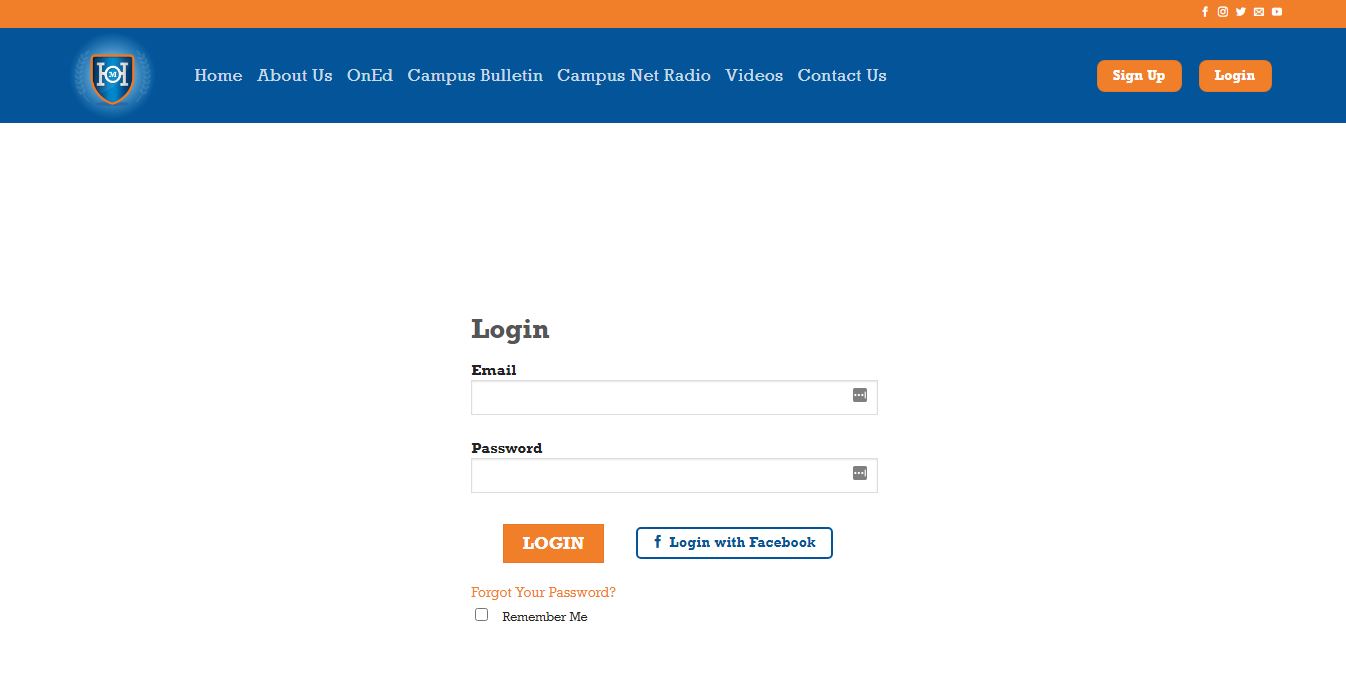 Home About Us OnEd Campus Bulletin Campus Net Radio Videos Contact Us Sign Up Login
Login
Email
Password
LOGIN Login with Facebook
Forgot Your Password?
Remember Me